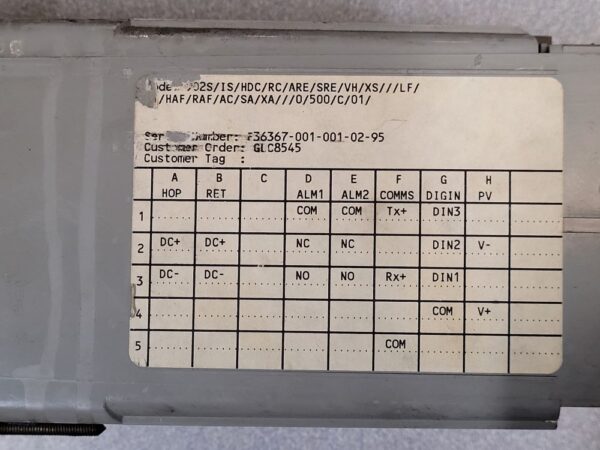 902S/IS/HDC/RC/ARE/SRE/VH/XS///LF/
/HAF/RAF/AC/SA/XA///0/500/C/01/
Number: F36367-001-001-02-95
Customer Order: GLC8545
Customer Tag :
A B C D E F G H
HOP RET ALM1 ALM2 COMMS DIGIN PV
1 COM COM Tx+ DIN3
2 DC+ DC+ NC NC DIN2 V-
3 DC- DC- NO NO Rx+ DIN1
4 COM V+
5 COM